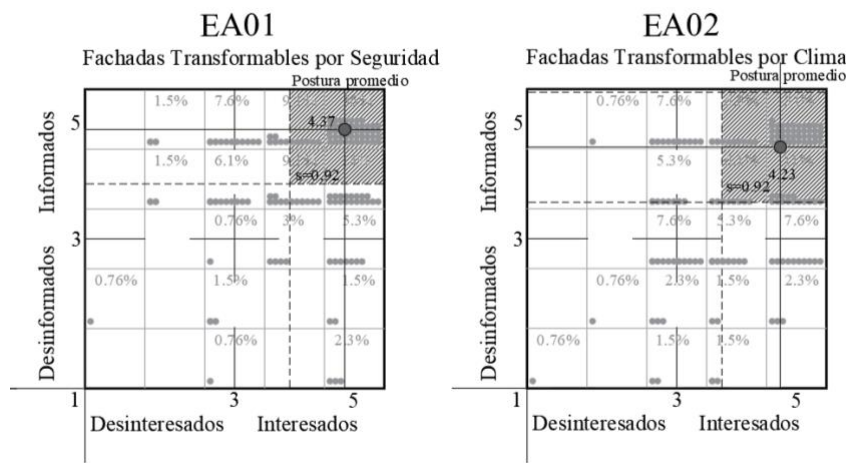 EA01
Fachadas Transformables por Seguridad
Postura promedio
1.5% 7.6%
5
4.37
1.5% 6.1%
s=0.92
0.76% 3% 5.3%
3
0.76% 1.5% 1.5%
0.76% 2.3%
Informados
Desinformados
1 3 5
Desinteresados Interesados
EA02
Fachadas Transformables por Clima
Postura promedio
0.76% 7.6%
5
5.3%
4.23
s=0.92
7.6% 5.3% 7.6%
3
0.76% 2.3% 1.5% 2.3%
0.76% 1.5% 1.5%
Informados
Desinformados
1 3 5
Desinteresados Interesados